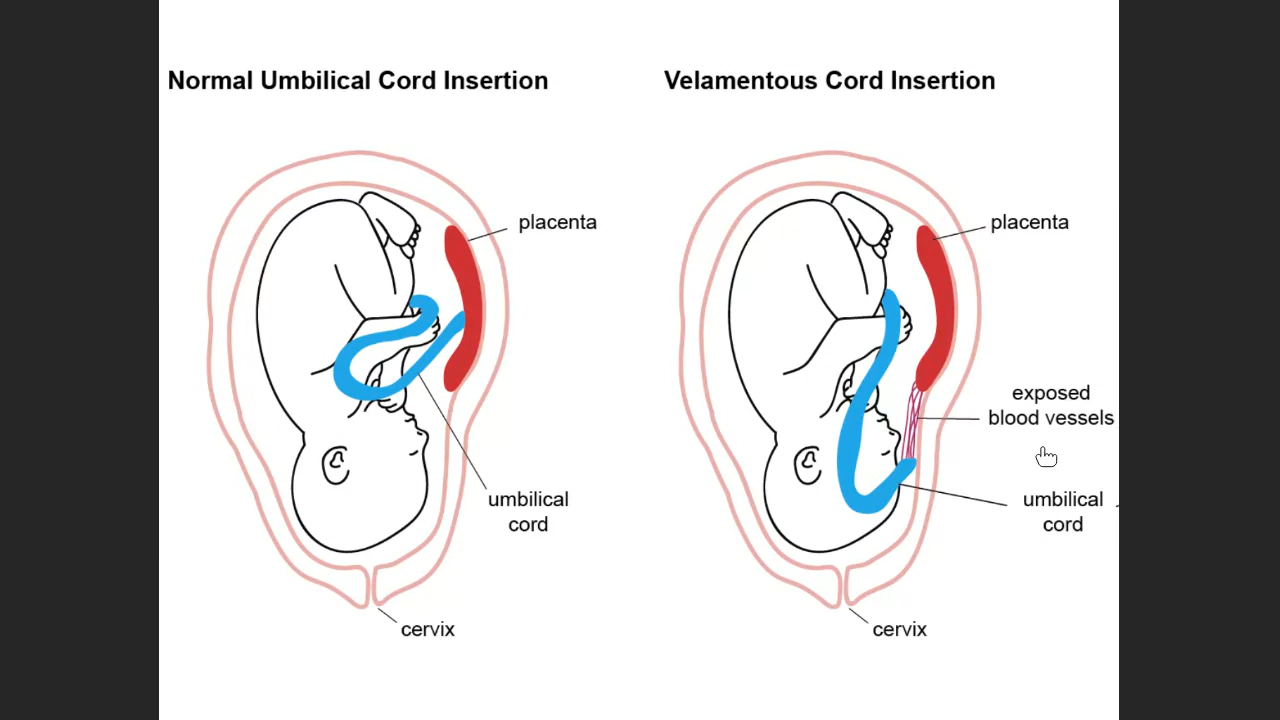 Normal Umbilical Cord Insertion
placenta
umbilical
cord
cervix
Velamentous Cord Insertion
placenta
exposed
blood vessels
umbilical
cord
cervix